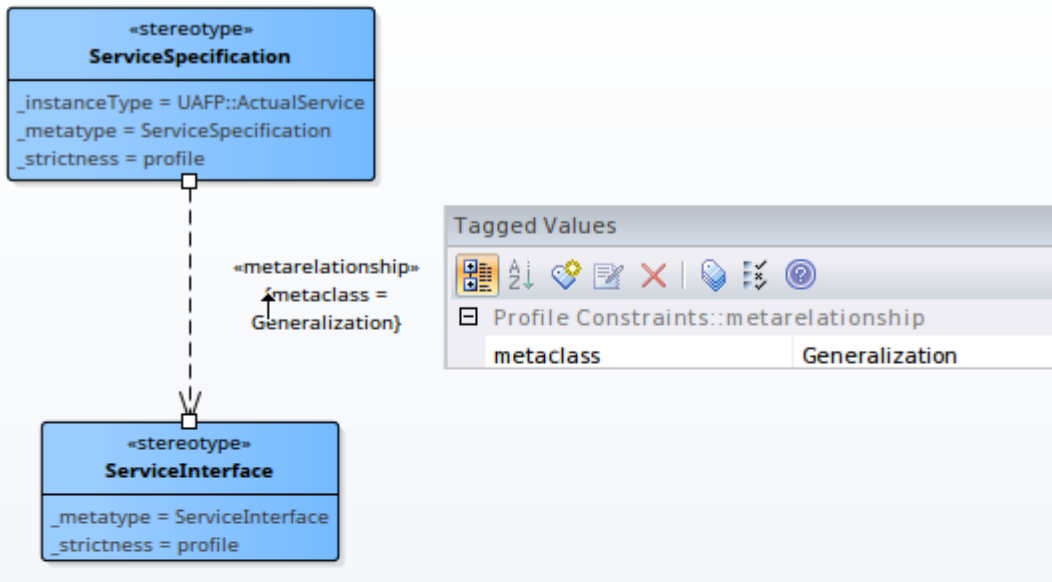 «stereotype»
ServiceSpecification
_instanceType = UAFP::ActualService
_metatype = ServiceSpecification
_strictness = profile
«metarelationship»
{metaclass =
Generalization}
Tagged Values
Profile Constraints::metarelationship
metaclass Generalization
«stereotype»
ServiceInterface
_metatype = ServiceInterface
_strictness = profile